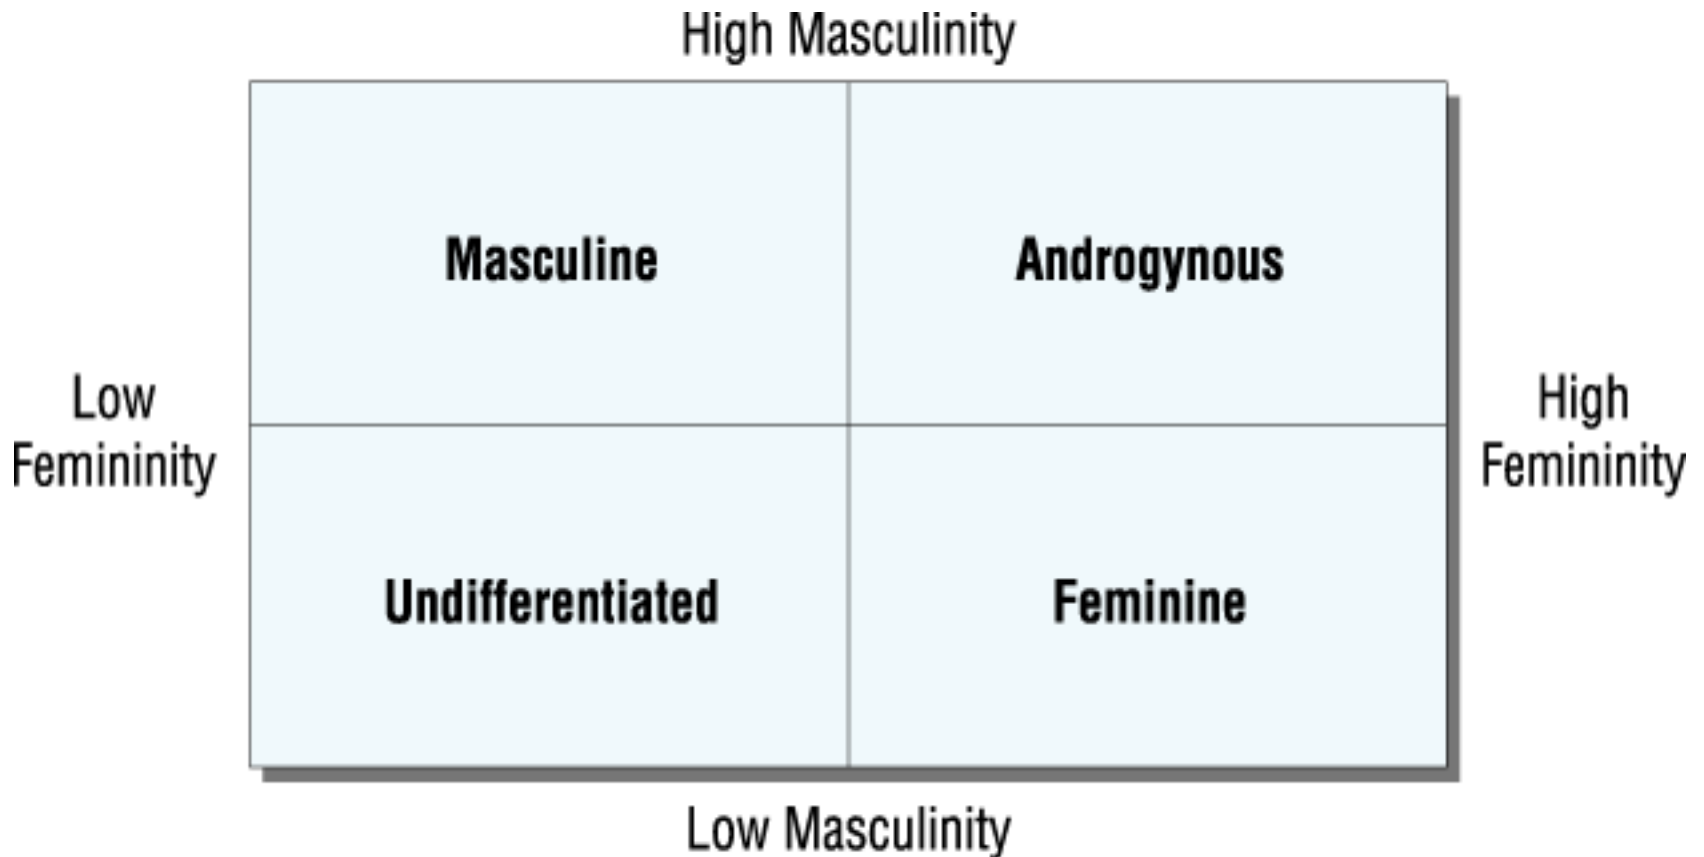 High Masculinity
Masculine
Androgynous
Low
Femininity
High
Femininity
Undifferentiated
Feminine
Low Masculinity